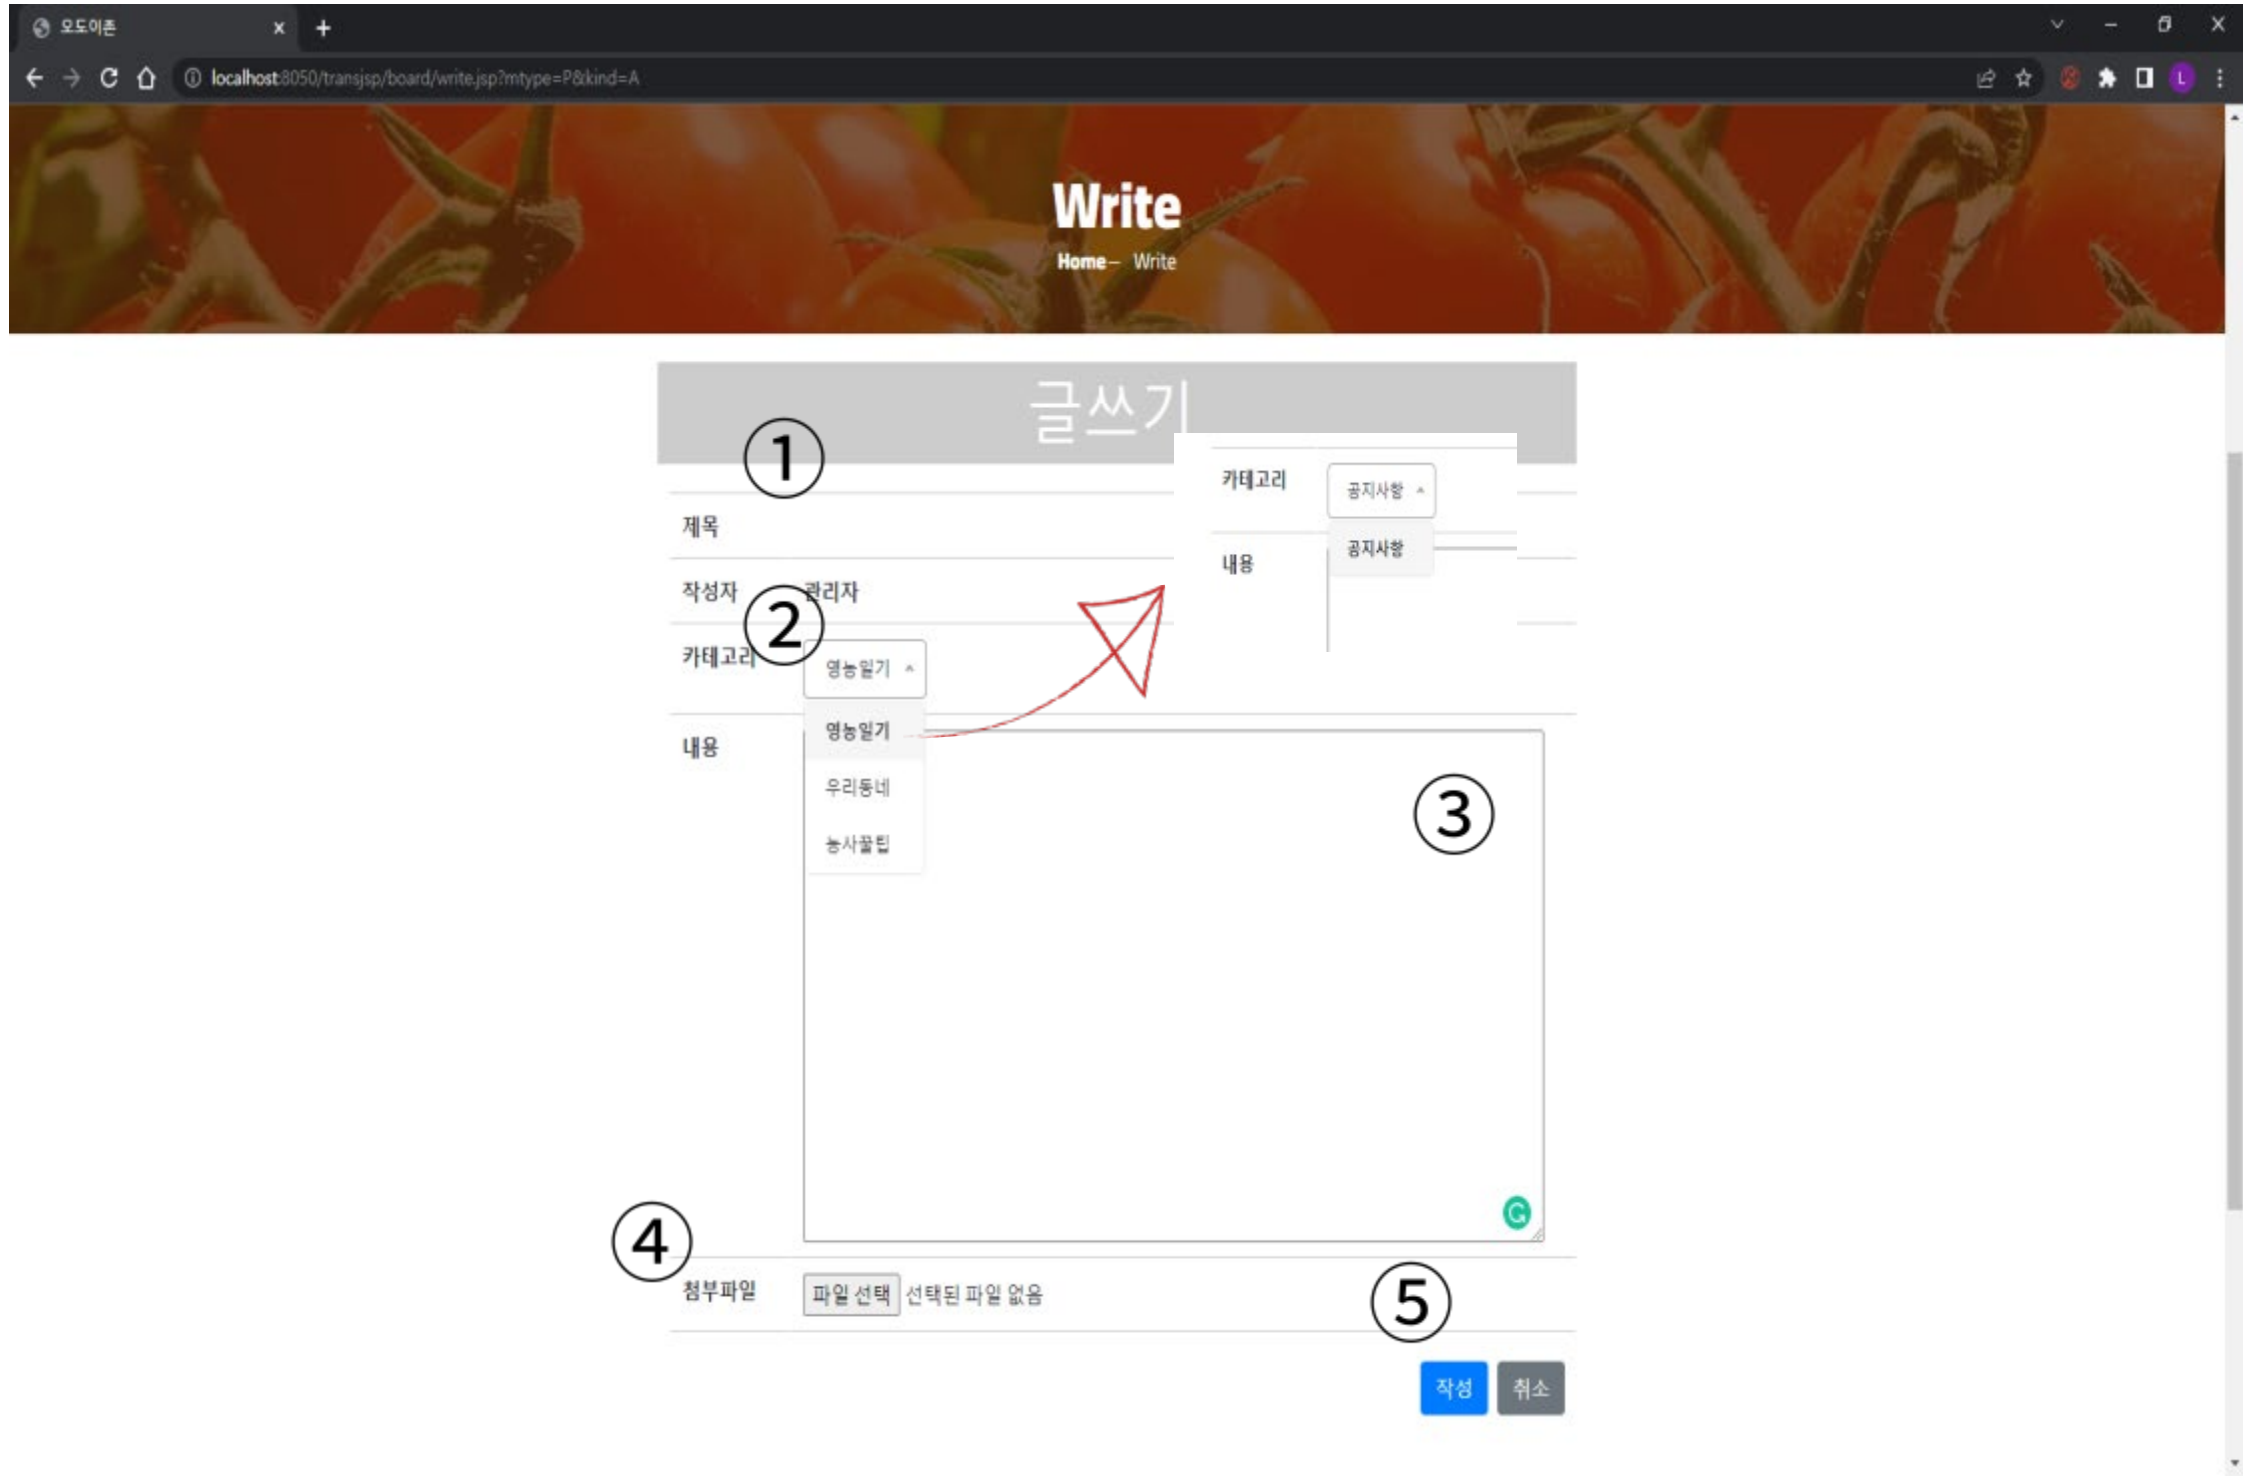 오도이촌
localhost:8050/transjsp/board/write.jsp?mtype=P&kind=A
L
Write
Home– Write
글쓰기
①
제목
작성자 관리자
②
카테고리 영농일기
영농일기
우리동네
농사꿀팁
카테고리 공지사항
공지사항
내용
내용
③
④
첨부파일 파일 선택 선택된 파일 없음
⑤
작성 취소